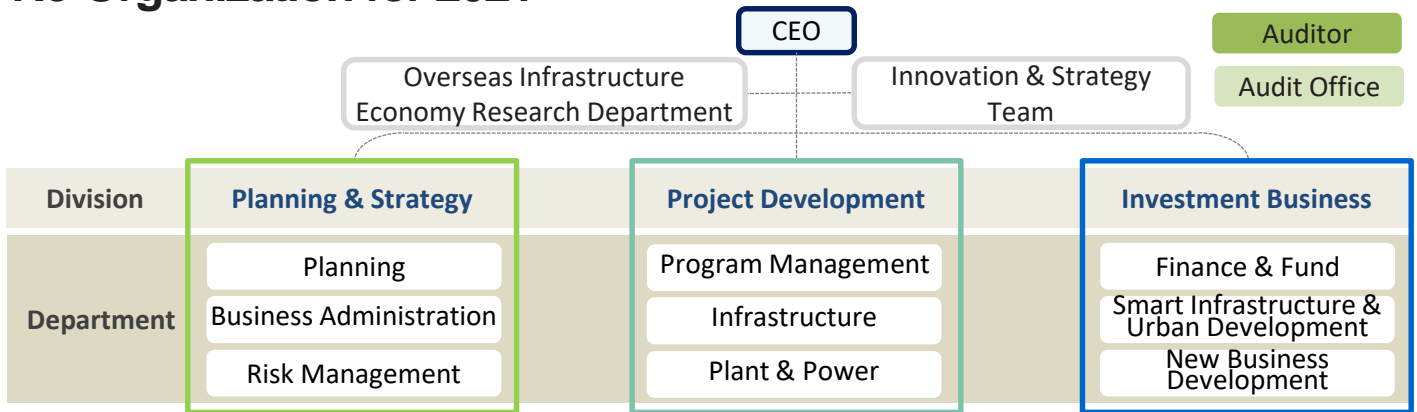 CEO
Auditor
Overseas Infrastructure
Economy Research Department
Innovation & Strategy
Team
Audit Office
Division
Planning & Strategy
Project Development
Investment Business
Department
Planning
Business Administration
Risk Management
Program Management
Infrastructure
Plant & Power
Finance & Fund
Smart Infrastructure &
Urban Development
New Business
Development